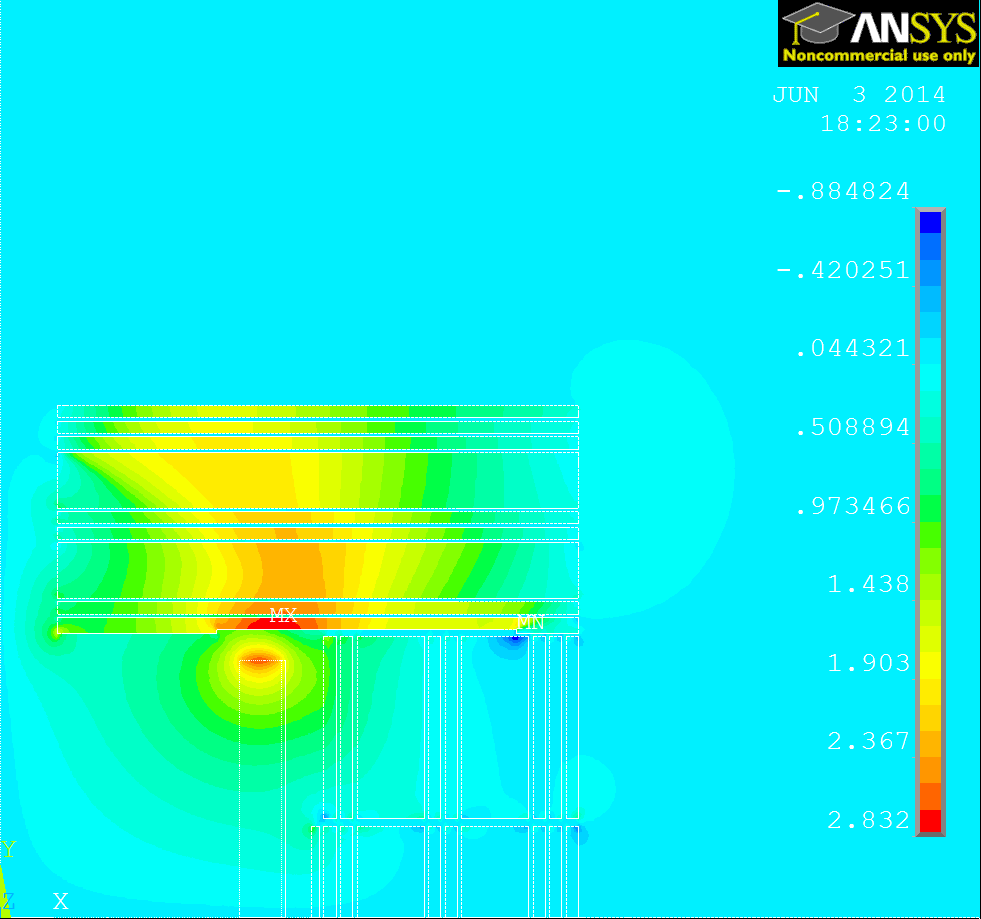 ANSYS
Noncommercial use only
JUN 3 2014
18:23:00
-.884824
-.420251
.044321
.508894
.973466
1.438
1.903
2.367
2.832
MX
MN
Y
Z X